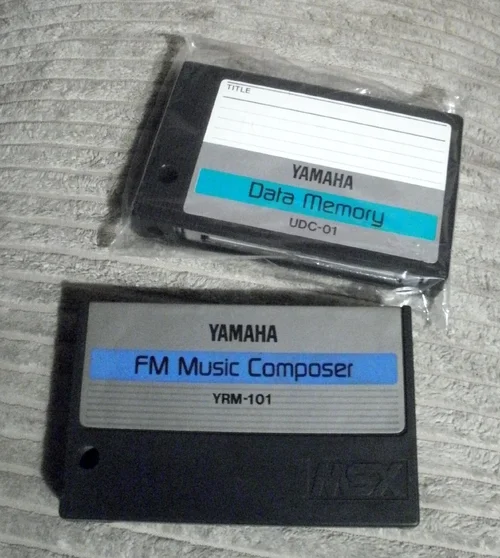 TITLE
YAMAHA
Data Memory
UDC-01
YAMAHA
FM Music Composer
YRM-101
MSX